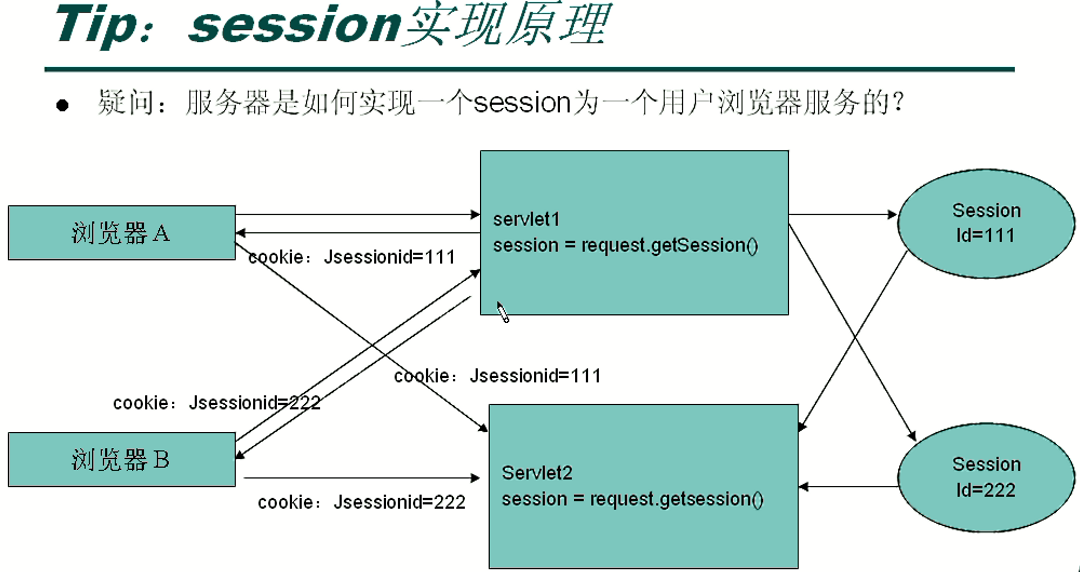 Tip：session实现原理
疑问：服务器是如何实现一个session为一个用户浏览器服务的？
浏览器A
servlet1
session = request.getSession()
Session
Id=111
cookie：Jsessionid=111
cookie：Jsessionid=111
cookie：Jsessionid=222
浏览器B
Servlet2
session = request.getsession()
Session
Id=222
cookie：Jsessionid=222